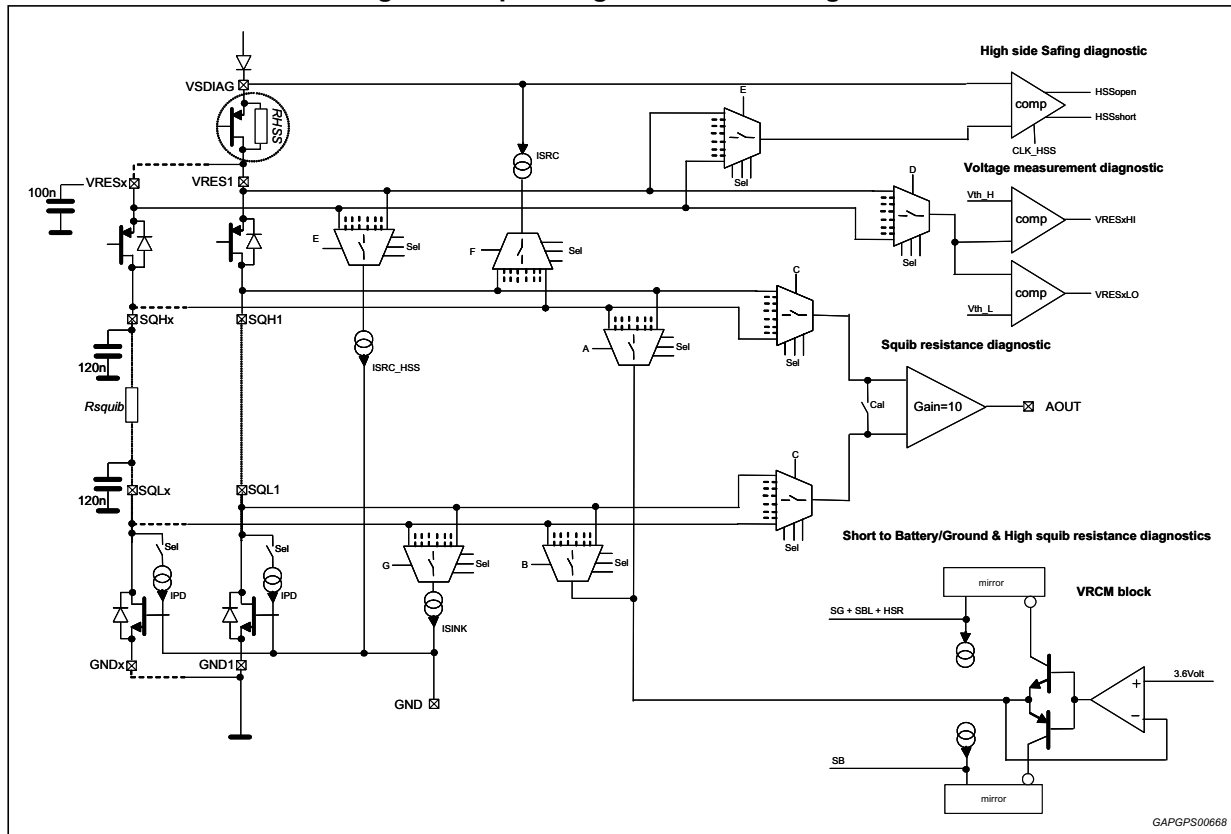 High side Safing diagnostic
VSDIAG
RHSS
E
comp
HSSopen
HSSshort
CLK_HSS
ISRC
Sel
Voltage measurement diagnostic
VRESx
VRES1
100n
D
Vth_H
comp
VRESxHI
E
Sel
F
Sel
Sel
comp
VRESxLO
Vth_L
C
SQHx
SQH1
A
Sel
Sel
120n
ISRC_HSS
Squib resistance diagnostic
Rsquib
Cal
Gain=10
AOUT
120n
C
SQLx
SQL1
Sel
Short to Battery/Ground & High squib resistance diagnostics
Sel
Sel
G
Sel
B
Sel
IPD
IPD
ISINK
mirror
VRCM block
SG + SBL + HSR
GNDx
GND1
GND
3.6Volt
+
−
SB
mirror
GAPGPS00668